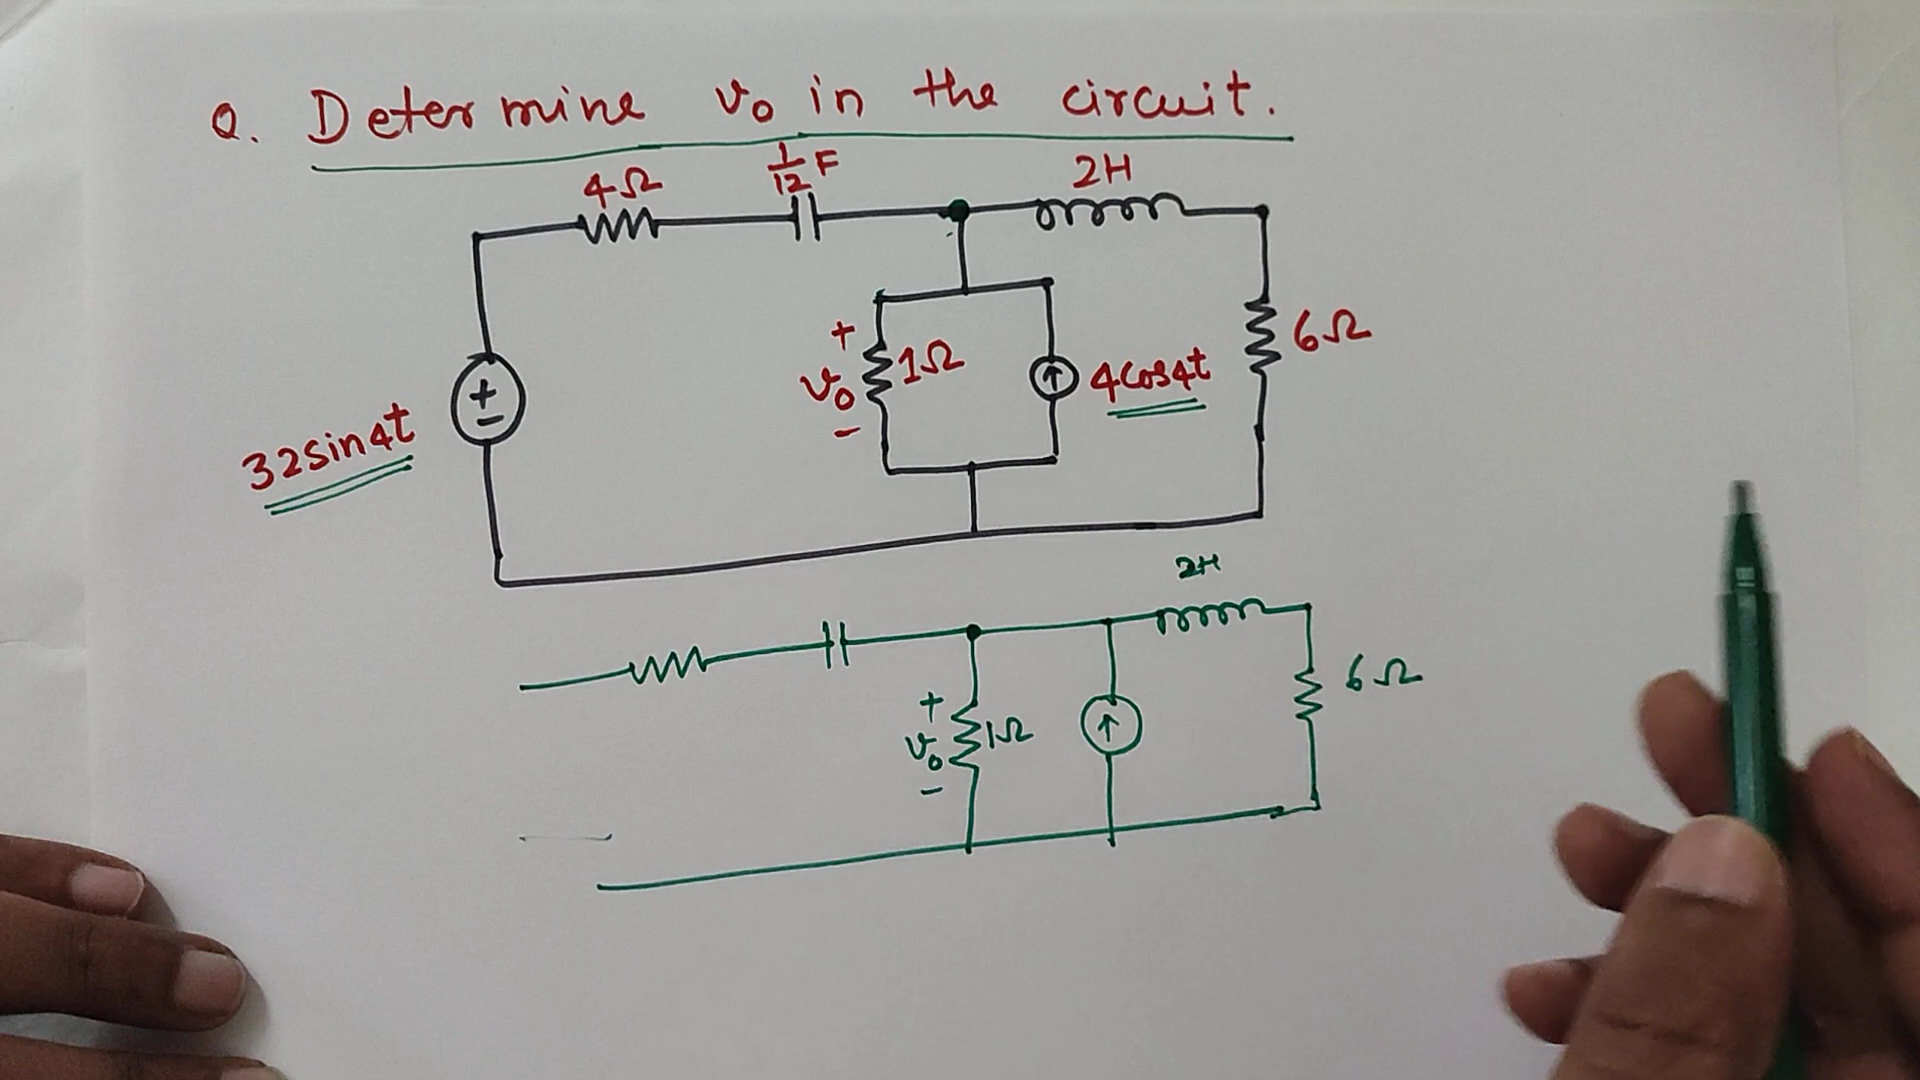 Q. Determine v₀ in the circuit.
4Ω
1/12 F
2H
+
v₀
-
1Ω
4cos4t
6Ω
+
-
32sin4t
2H
+
v₀
-
1Ω
6Ω